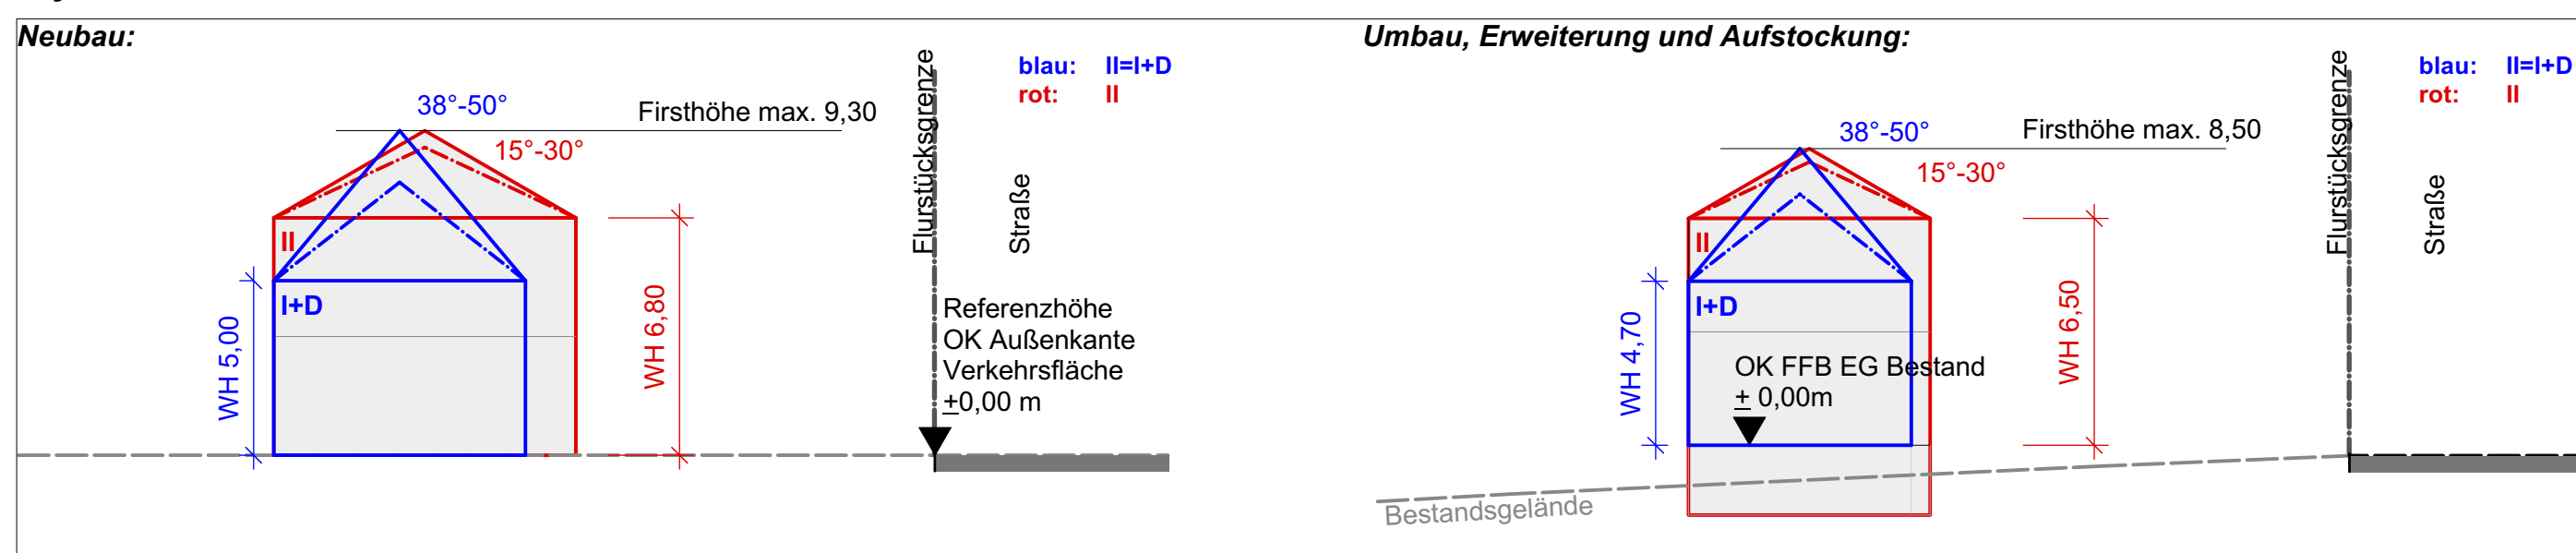 Neubau:
blau: II=I+D
rot: II
38°-50°
Firsthöhe max. 9,30
15°-30°
Flurstücksgrenze
Straße
II
I+D
WH 5,00
WH 6,80
Referenzhöhe
OK Außenkante
Verkehrsfläche
±0,00 m
Umbau, Erweiterung und Aufstockung:
blau: II=I+D
rot: II
38°-50°
Firsthöhe max. 8,50
15°-30°
Flurstücksgrenze
Straße
II
I+D
WH 4,70
WH 6,50
OK FFB EG Bestand
± 0,00m
Bestandsgelände